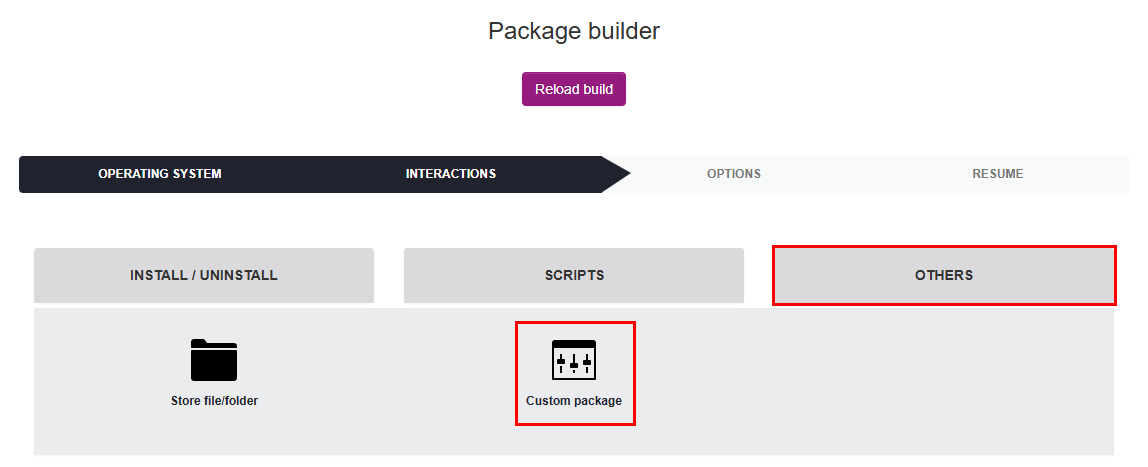 Package builder
Reload build
OPERATING SYSTEM INTERACTIONS OPTIONS RESUME
INSTALL / UNINSTALL SCRIPTS OTHERS
Store file/folder Custom package